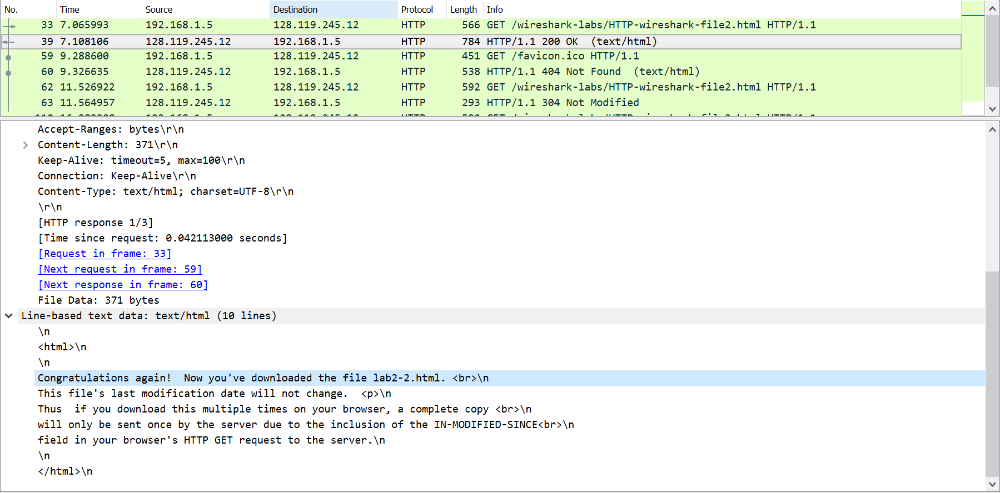 No. Time Source Destination Protocol Length Info
33 7.065993 192.168.1.5 128.119.245.12 HTTP 566 GET /wireshark-labs/HTTP-wireshark-file2.html HTTP/1.1
39 7.108106 128.119.245.12 192.168.1.5 HTTP 784 HTTP/1.1 200 OK  (text/html)
59 9.288600 192.168.1.5 128.119.245.12 HTTP 451 GET /favicon.ico HTTP/1.1
60 9.326635 128.119.245.12 192.168.1.5 HTTP 538 HTTP/1.1 404 Not Found  (text/html)
62 11.526922 192.168.1.5 128.119.245.12 HTTP 592 GET /wireshark-labs/HTTP-wireshark-file2.html HTTP/1.1
63 11.564957 128.119.245.12 192.168.1.5 HTTP 293 HTTP/1.1 304 Not Modified
Accept-Ranges: bytes\r\n
Content-Length: 371\r\n
Keep-Alive: timeout=5, max=100\r\n
Connection: Keep-Alive\r\n
Content-Type: text/html; charset=UTF-8\r\n
\r\n
[HTTP response 1/3]
[Time since request: 0.042113000 seconds]
[Request in frame: 33]
[Next request in frame: 59]
[Next response in frame: 60]
File Data: 371 bytes
Line-based text data: text/html (10 lines)
\n
<html>\n
\n
Congratulations again!  Now you've downloaded the file lab2-2.html. <br>\n
This file's last modification date will not change.  <p>\n
Thus  if you download this multiple times on your browser, a complete copy <br>\n
will only be sent once by the server due to the inclusion of the IN-MODIFIED-SINCE<br>\n
field in your browser's HTTP GET request to the server.\n
\n
</html>\n